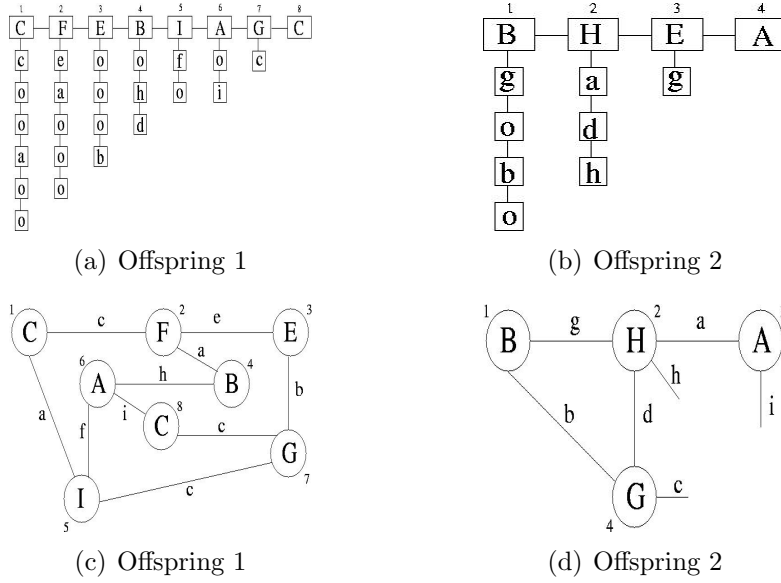 1 2 3 4 5 6 7 8
C F E B I A G C
c e o o f o c
o a o h o i
o o o d
a o b
o o
o
1 2 3 4
B H E A
g a g
o d
b h
o
(a) Offspring 1
(b) Offspring 2
1 2 3
C c F e E
6 a 4
A h B
i 8 b
a f C c
G
c 7
I
5
1 2
B g H a A
h i
b d
G c
4
(c) Offspring 1
(d) Offspring 2